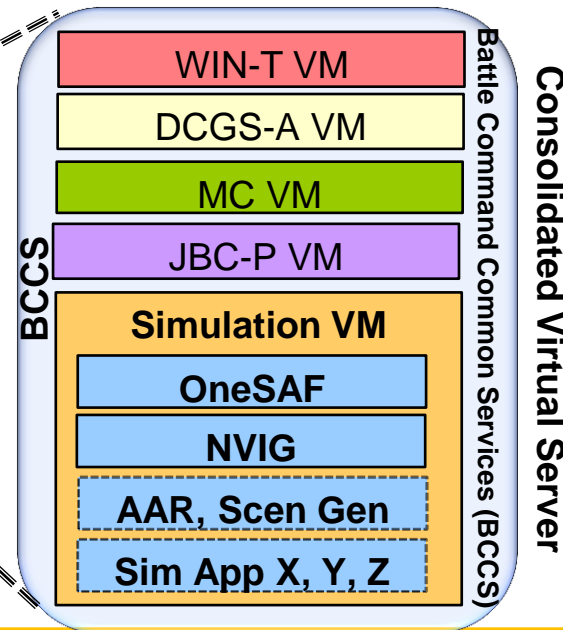 WIN-T VM
DCGS-A VM
MC VM
JBC-P VM
Simulation VM
OneSAF
NVIG
AAR, Scen Gen
Sim App X, Y, Z
BCCS
Battle Command Common Services (BCCS)
Consolidated Virtual Server